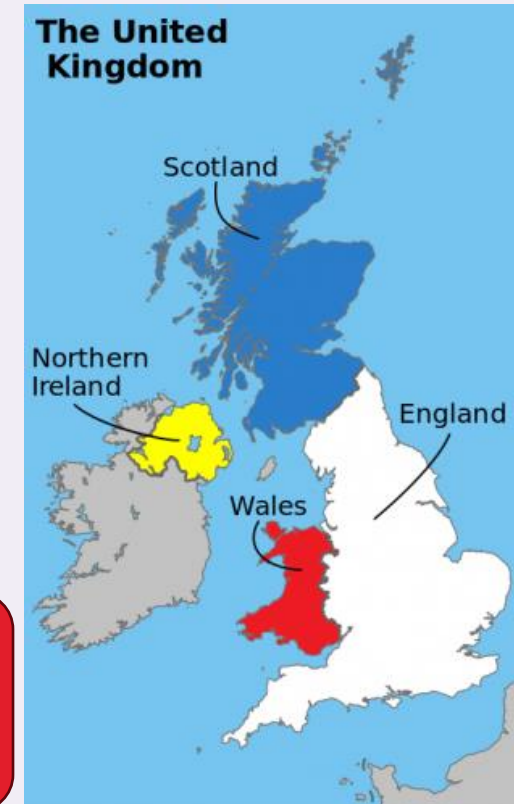 The United
Kingdom
Scotland
Northern
Ireland
England
Wales